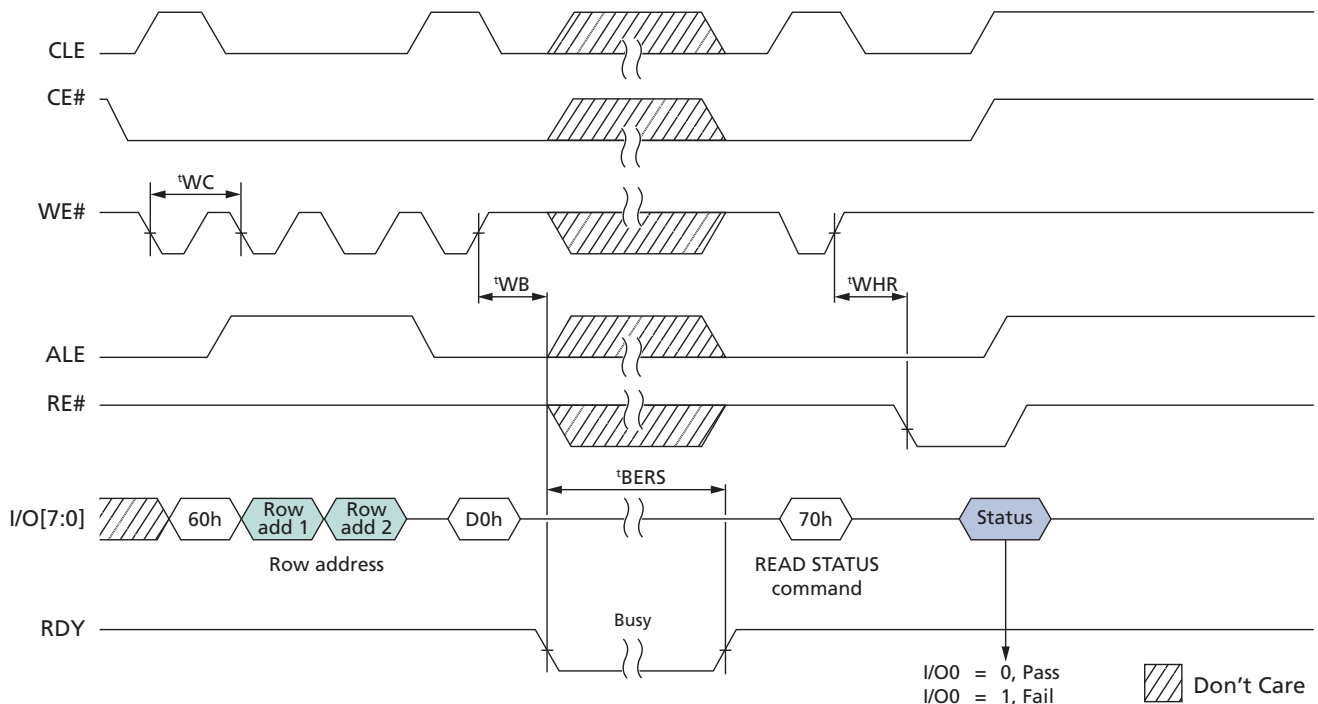 CLE
CE#
tWC
WE#
tWB
tWHR
ALE
RE#
tBERS
I/O[7:0]
60h
Row
add 1
Row
add 2
D0h
70h
Status
Row address
READ STATUS
command
RDY
Busy
I/O0 = 0, Pass
I/O0 = 1, Fail
Don't Care